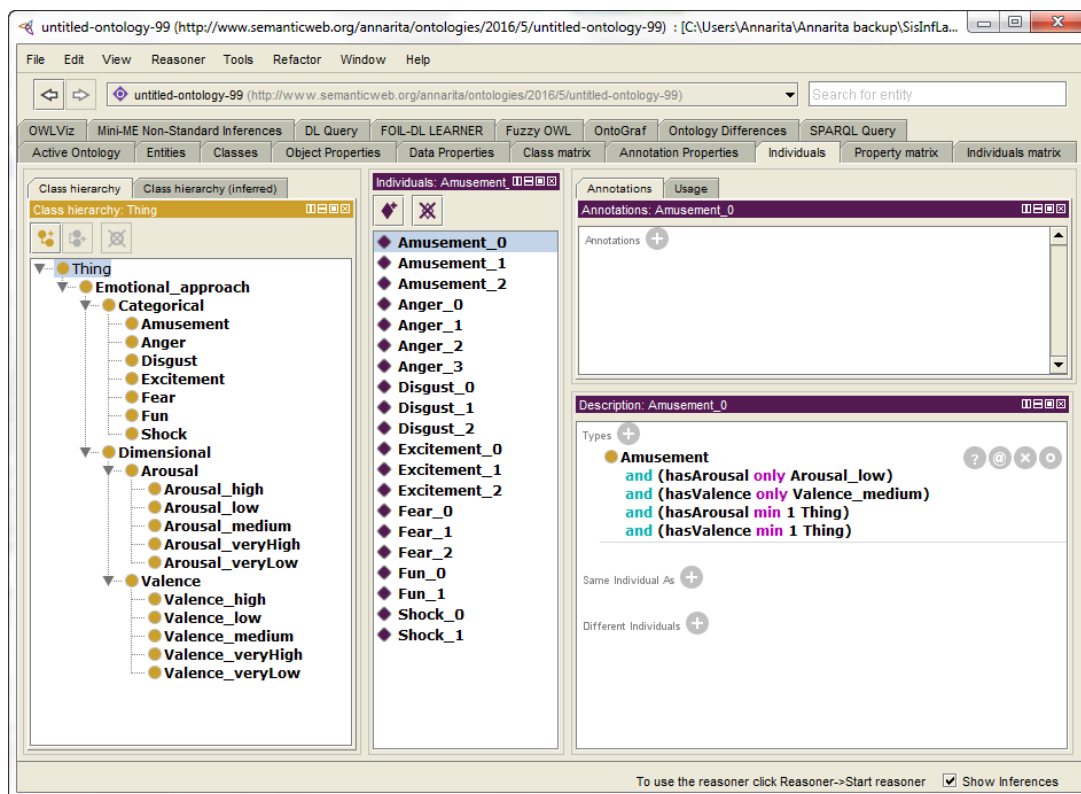 untitled-ontology-99 (http://www.semanticweb.org/annarita/ontologies/2016/5/untitled-ontology-99) : [C:\Users\Annarita\Annarita backup\SisInfLa...
File Edit View Reasoner Tools Refactor Window Help
untitled-ontology-99 (http://www.semanticweb.org/annarita/ontologies/2016/5/untitled-ontology-99)
Search for entity
OWLViz Mini-ME Non-Standard Inferences DL Query FOIL-DL LEARNER Fuzzy OWL OntoGraf Ontology Differences SPARQL Query
Active Ontology Entities Classes Object Properties Data Properties Class matrix Annotation Properties Individuals Property matrix Individuals matrix
Class hierarchy Class hierarchy (inferred)
Class hierarchy: Thing
Thing
Emotional_approach
Categorical
Amusement
Anger
Disgust
Excitement
Fear
Fun
Shock
Dimensional
Arousal
Arousal_high
Arousal_low
Arousal_medium
Arousal_veryHigh
Arousal_veryLow
Valence
Valence_high
Valence_low
Valence_medium
Valence_veryHigh
Valence_veryLow
Individuals: Amusement_
Amusement_0
Amusement_1
Amusement_2
Anger_0
Anger_1
Anger_2
Anger_3
Disgust_0
Disgust_1
Disgust_2
Excitement_0
Excitement_1
Excitement_2
Fear_0
Fear_1
Fear_2
Fun_0
Fun_1
Shock_0
Shock_1
Annotations Usage
Annotations: Amusement_0
Annotations
Description: Amusement_0
Types
Amusement
and (hasArousal only Arousal_low)
and (hasValence only Valence_medium)
and (hasArousal min 1 Thing)
and (hasValence min 1 Thing)
Same Individual As
Different Individuals
To use the reasoner click Reasoner->Start reasoner Show Inferences